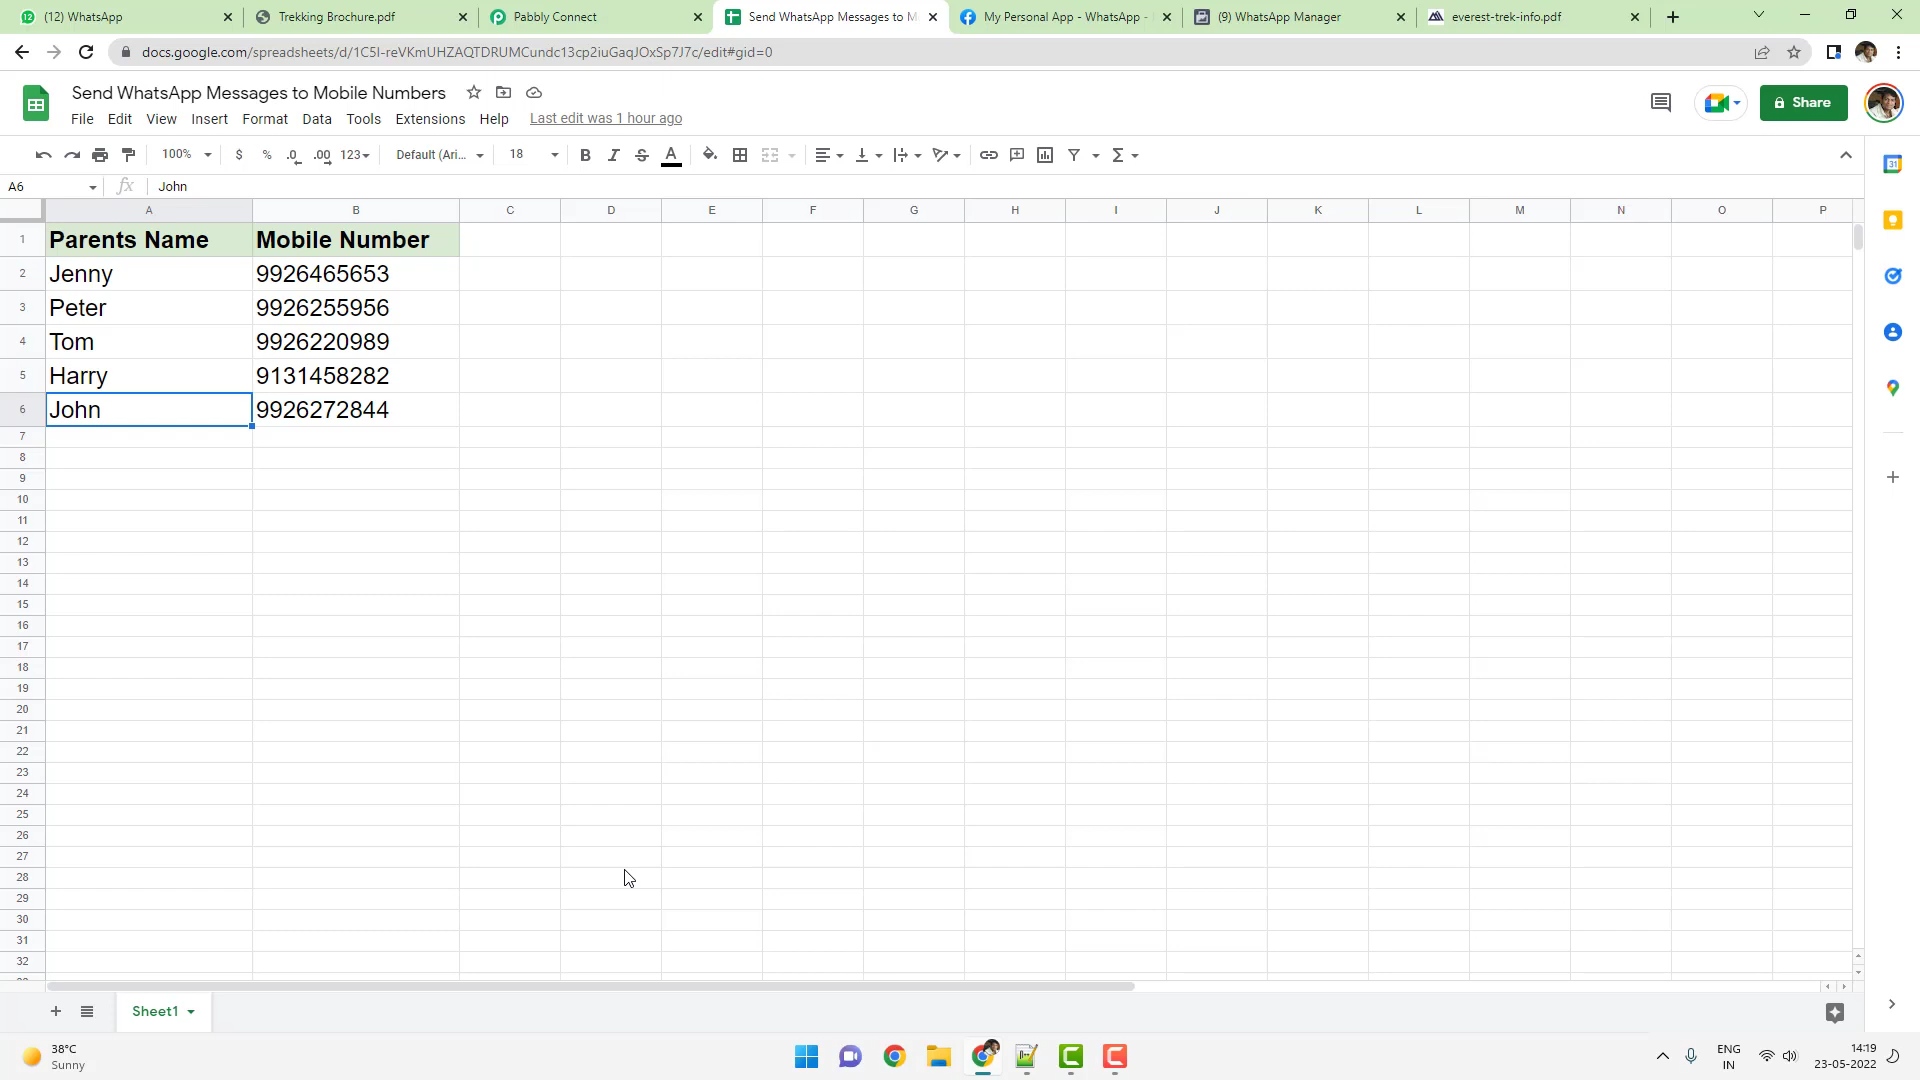 (12) WhatsApp
Trekking Brochure.pdf
Pabbly Connect
Send WhatsApp Messages to M
My Personal App - WhatsApp -
(9) WhatsApp Manager
everest-trek-info.pdf
docs.google.com/spreadsheets/d/1C5I-reVKmUHZAQTDRUMCundc13cp2iuGaqJOxSp7J7c/edit#gid=0
Send WhatsApp Messages to Mobile Numbers
File Edit View Insert Format Data Tools Extensions Help Last edit was 1 hour ago
Share
100% $ % .0 .00 123 Default (Ari... 18 B I S A
A6 fx John
A B C D E F G H I J K L M N O P
1 Parents Name Mobile Number
2 Jenny 9926465653
3 Peter 9926255956
4 Tom 9926220989
5 Harry 9131458282
6 John 9926272844
7
8
9
10
11
12
13
14
15
16
17
18
19
20
21
22
23
24
25
26
27
28
29
30
31
32
31
Sheet1
38°C
Sunny
ENG
IN
14:19
23-05-2022